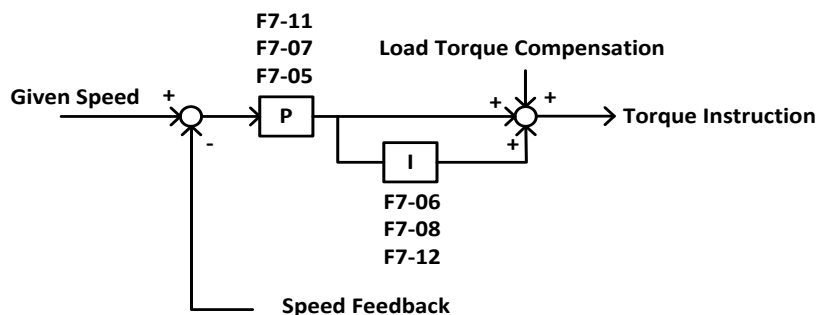 F7-11
F7-07
F7-05
Load Torque Compensation
Given Speed
+
+
+
P
Torque Instruction
-
+
I
F7-06
F7-08
F7-12
Speed Feedback